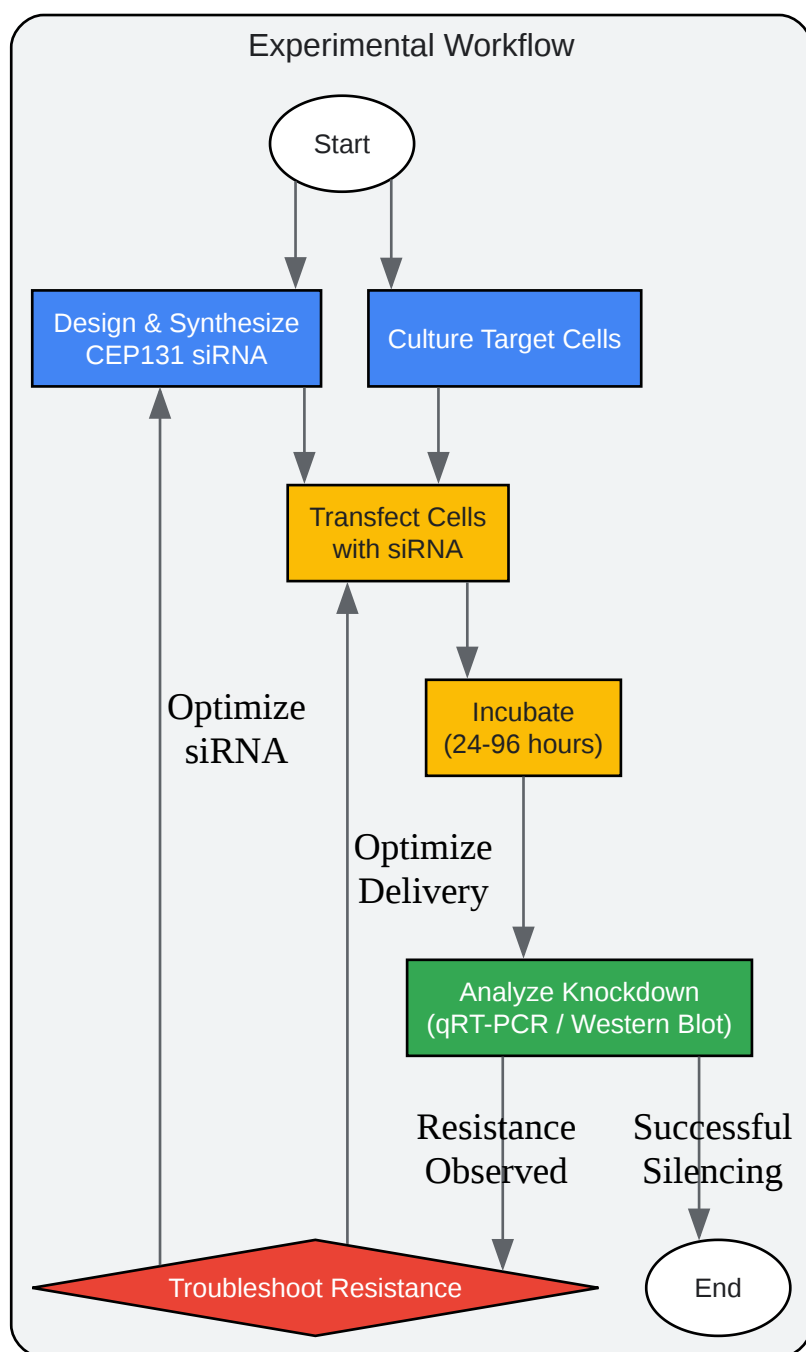 Experimental Workflow
Start
Design & Synthesize
CEP131 siRNA
Culture Target Cells
Transfect Cells
with siRNA
Optimize
siRNA
Incubate
(24-96 hours)
Optimize
Delivery
Analyze Knockdown
(qRT-PCR / Western Blot)
Resistance
Observed
Successful
Silencing
Troubleshoot Resistance
End